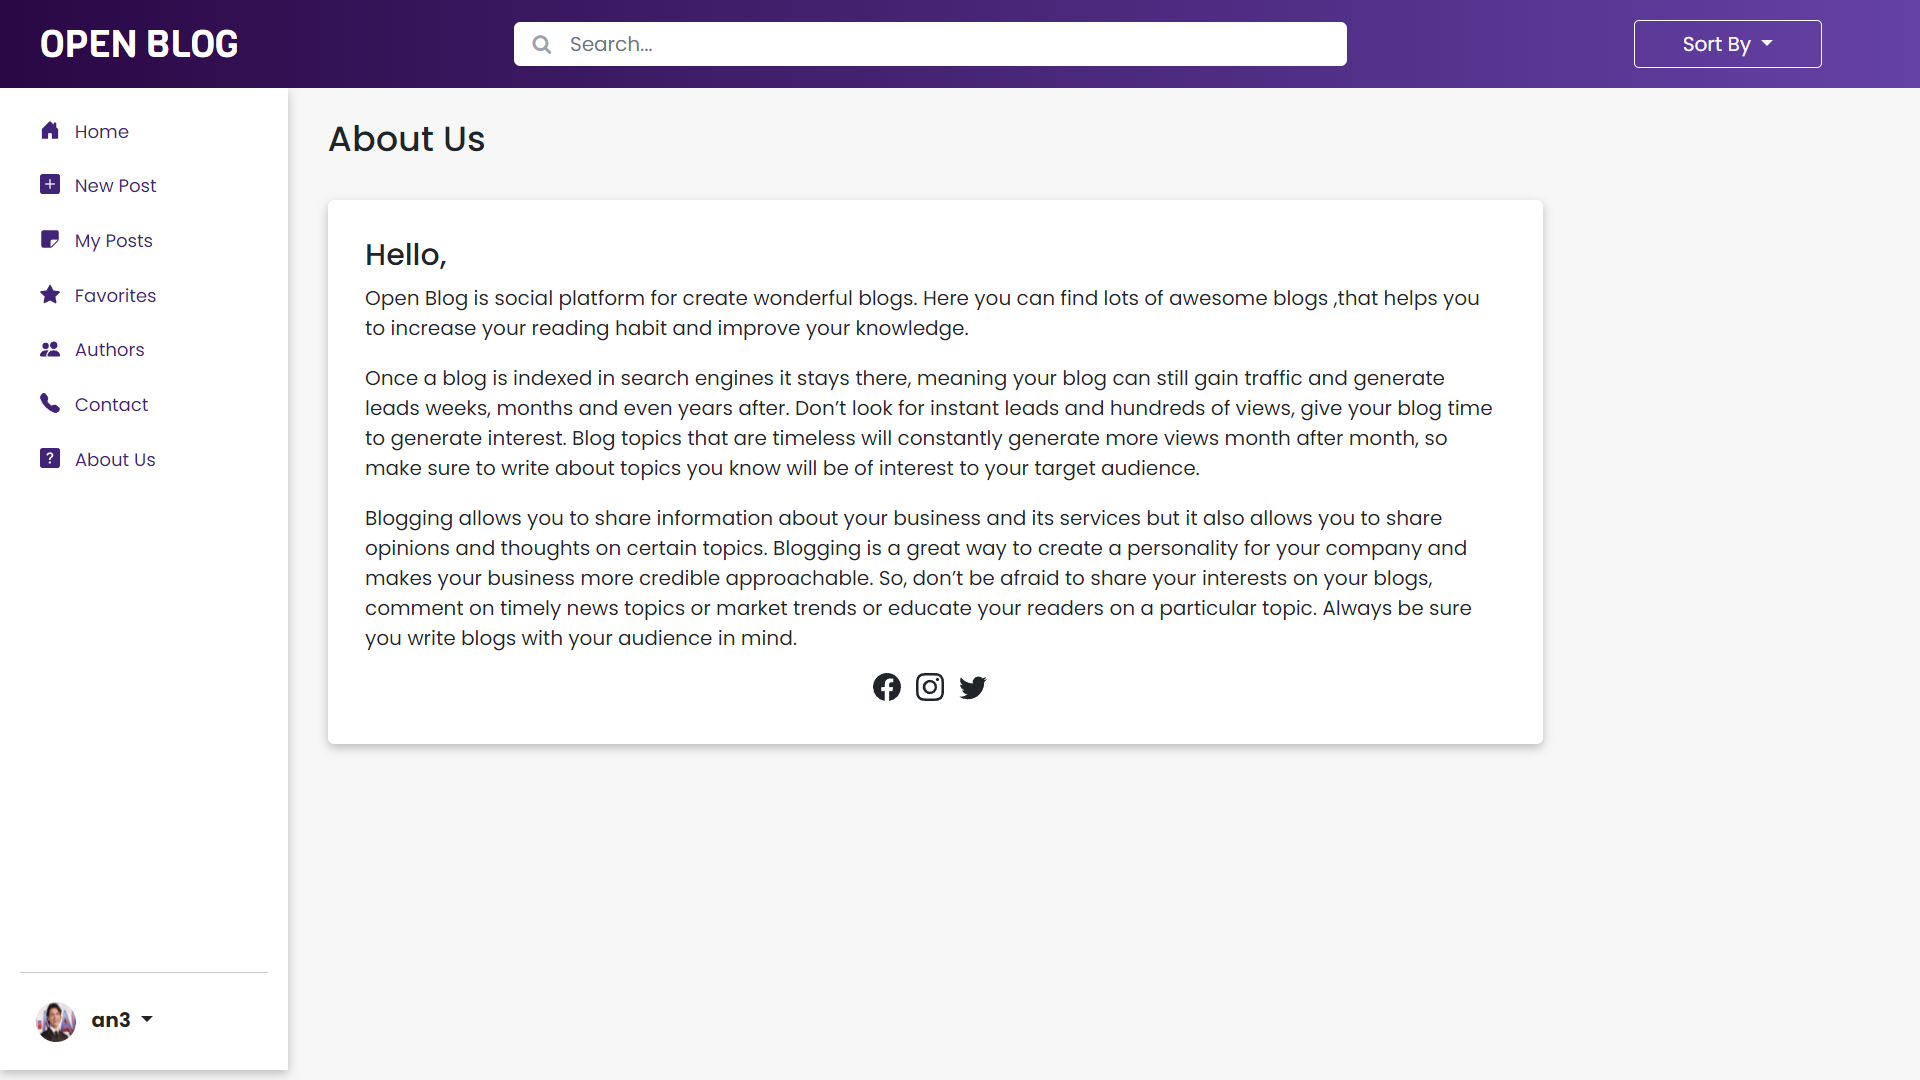 OPEN BLOG
Search...
Sort By
Home
New Post
My Posts
Favorites
Authors
Contact
About Us
an3
About Us
Hello,
Open Blog is social platform for create wonderful blogs. Here you can find lots of awesome blogs ,that helps you
to increase your reading habit and improve your knowledge.
Once a blog is indexed in search engines it stays there, meaning your blog can still gain traffic and generate
leads weeks, months and even years after. Don’t look for instant leads and hundreds of views, give your blog time
to generate interest. Blog topics that are timeless will constantly generate more views month after month, so
make sure to write about topics you know will be of interest to your target audience.
Blogging allows you to share information about your business and its services but it also allows you to share
opinions and thoughts on certain topics. Blogging is a great way to create a personality for your company and
makes your business more credible approachable. So, don’t be afraid to share your interests on your blogs,
comment on timely news topics or market trends or educate your readers on a particular topic. Always be sure
you write blogs with your audience in mind.